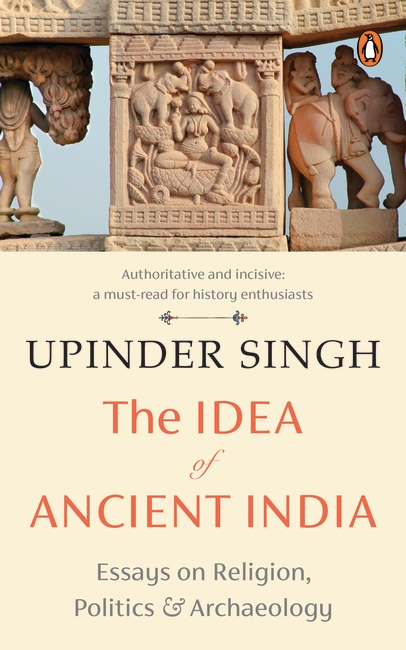 Authoritative and incisive:
a must-read for history enthusiasts
UPINDER SINGH
The IDEA
of
ANCIENT INDIA
Essays on Religion,
Politics & Archaeology